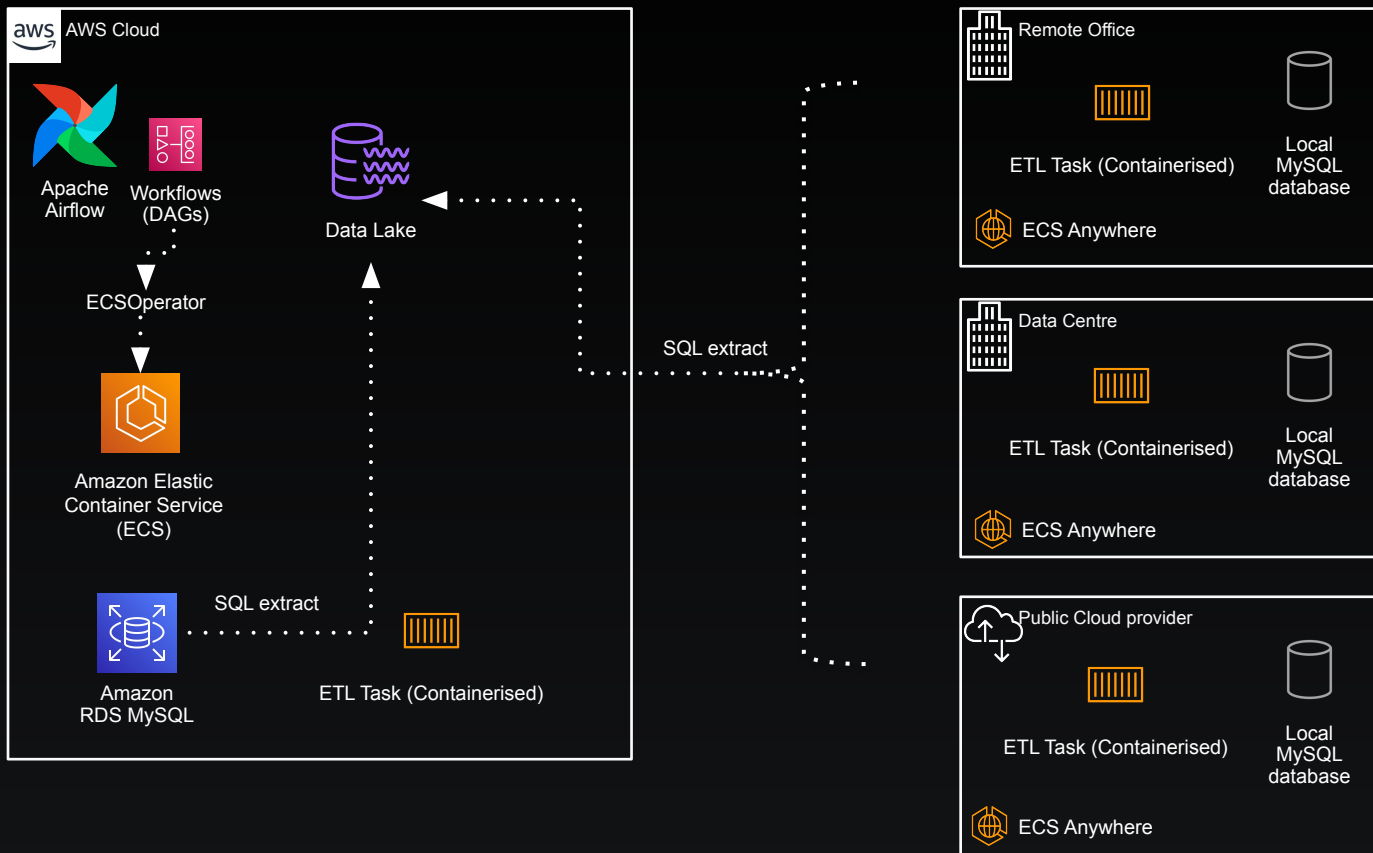 aws
AWS Cloud
Apache
Airflow
Workflows
(DAGs)
Data Lake
ECSOperator
Amazon Elastic
Container Service
(ECS)
SQL extract
Amazon
RDS MySQL
ETL Task (Containerised)
SQL extract
Remote Office
ETL Task (Containerised)
Local
MySQL
database
ECS Anywhere
Data Centre
ETL Task (Containerised)
Local
MySQL
database
ECS Anywhere
Public Cloud provider
ETL Task (Containerised)
Local
MySQL
database
ECS Anywhere